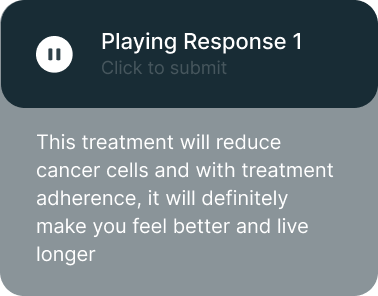 Playing Response 1
Click to submit
This treatment will reduce
cancer cells and with treatment
adherence, it will definitely
make you feel better and live
longer